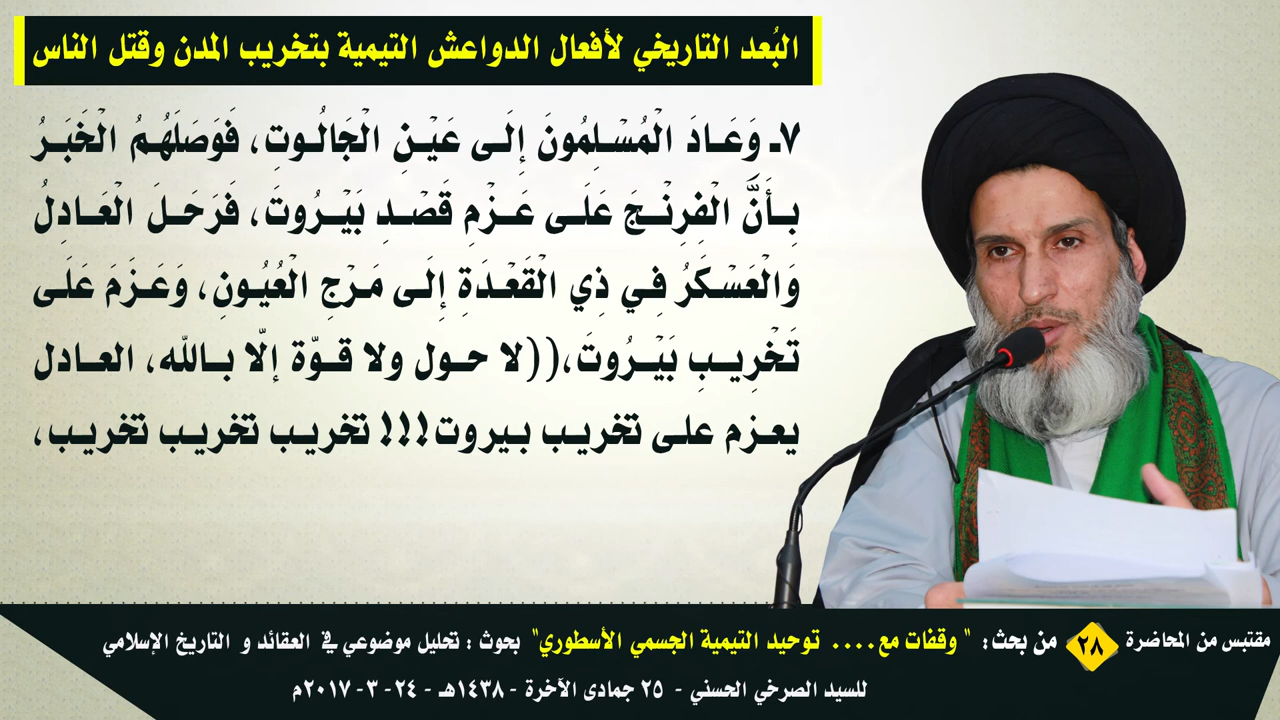 البُعد التاريخي لأفعال الدواعش التيمية بتخريب المدن وقتل الناس
٧ـ وَعَادَ الْمُسْلِمُونَ إِلَى عَيْنِ الْجَالُوتِ، فَوَصَلَهُمُ الْخَبَرُ
بِأَنَّ الْفِرِنْجَ عَلَى عَزْمِ قَصْدِ بَيْرُوتَ، فَرَحَلَ الْعَادِلُ
وَالْعَسْكَرُ فِي ذِي الْقَعْدَةِ إِلَى مَرْجِ الْعُيُونِ، وَعَزَمَ عَلَى
تَخْرِيبِ بَيْرُوتَ،((لا حول ولا قوّة إلّا بالله، العادل
يعزم على تخريب بيروت!!! تخريب تخريب تخريب،
مقتبس من المحاضرة ٢٨ من بحث: " وقفات مع.... توحيد التيمية الجسمي الأسطوري" بحوث : تحليل موضوعي في العقائد و التاريخ الإسلامي
للسيد الصرخي الحسني - ٢٥ جمادى الآخرة - ١٤٣٨هـ - ٢٤- ٣- ٢٠١٧م